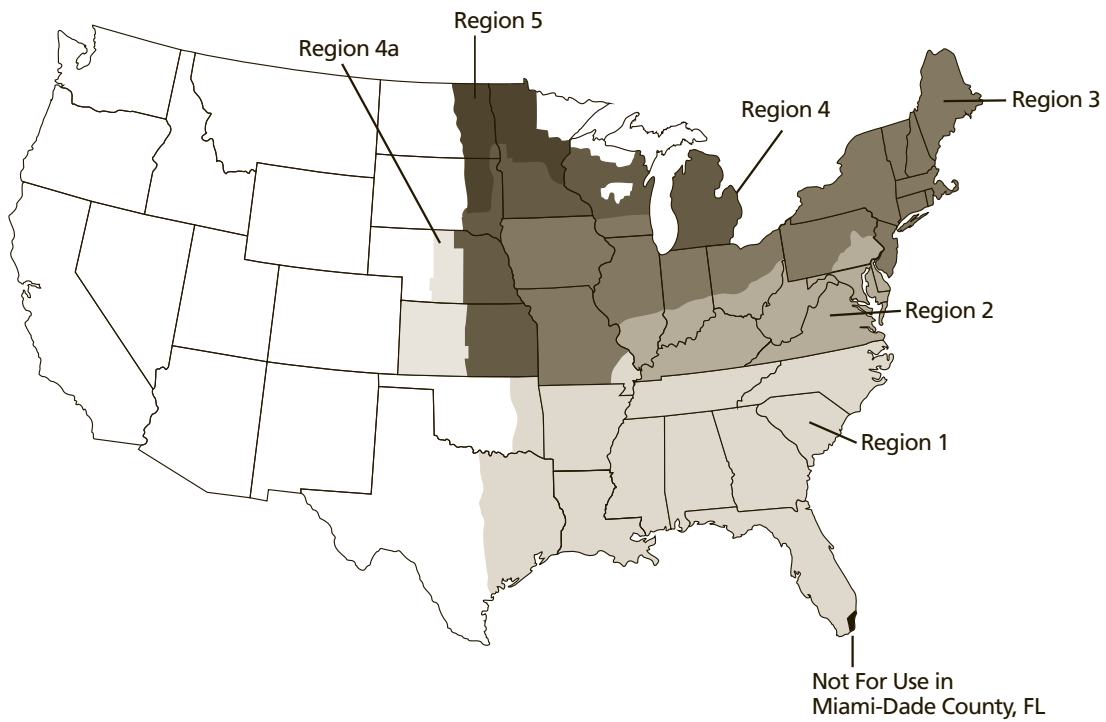 Region 5
Region 4a
Region 3
Region 4
Region 2
Region 1
Not For Use in
Miami-Dade County, FL